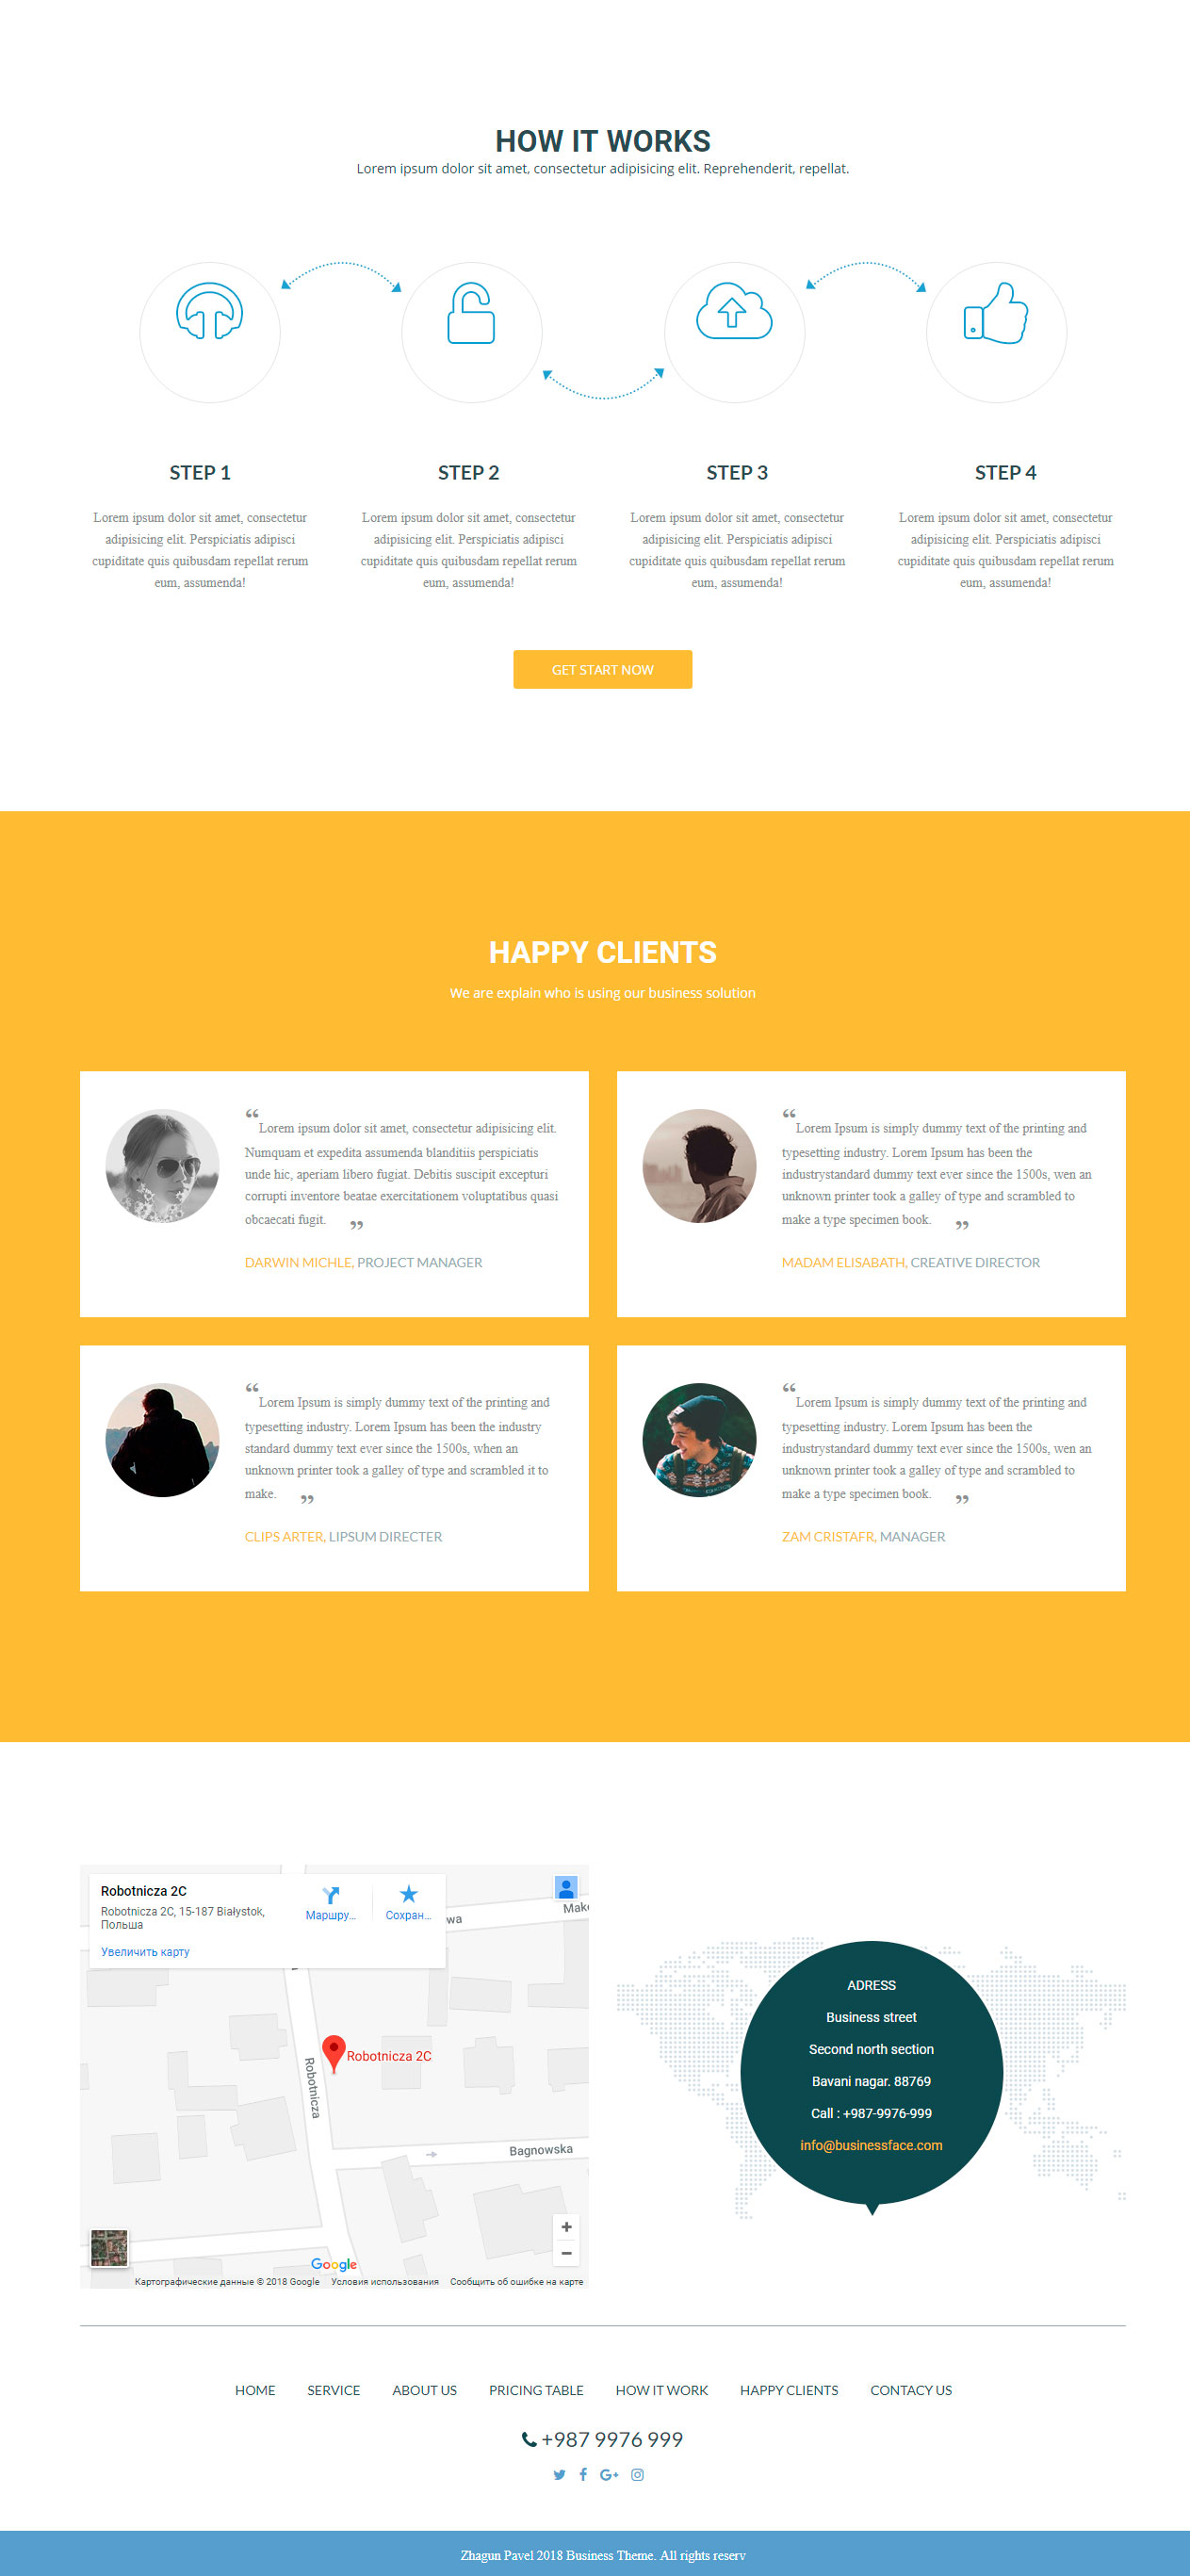 HOW IT WORKS
Lorem ipsum dolor sit amet, consectetur adipisicing elit. Reprehenderit, repellat.
STEP 1
Lorem ipsum dolor sit amet, consectetur
adipisicing elit. Perspiciatis adipisci
cupiditate quis quibusdam repellat rerum
eum, assumenda!
STEP 2
Lorem ipsum dolor sit amet, consectetur
adipisicing elit. Perspiciatis adipisci
cupiditate quis quibusdam repellat rerum
eum, assumenda!
STEP 3
Lorem ipsum dolor sit amet, consectetur
adipisicing elit. Perspiciatis adipisci
cupiditate quis quibusdam repellat rerum
eum, assumenda!
STEP 4
Lorem ipsum dolor sit amet, consectetur
adipisicing elit. Perspiciatis adipisci
cupiditate quis quibusdam repellat rerum
eum, assumenda!
GET START NOW
HAPPY CLIENTS
We are explain who is using our business solution
“Lorem ipsum dolor sit amet, consectetur adipisicing elit.
Numquam et expedita assumenda blanditiis perspiciatis
unde hic, aperiam libero fugiat. Debitis suscipit excepturi
corrupti inventore beatae exercitationem voluptatibus quasi
obcaecati fugit. ”
DARWIN MICHLE, PROJECT MANAGER
“Lorem Ipsum is simply dummy text of the printing and
typesetting industry. Lorem Ipsum has been the
industrystandard dummy text ever since the 1500s, wen an
unknown printer took a galley of type and scrambled to
make a type specimen book. ”
MADAM ELISABATH, CREATIVE DIRECTOR
“Lorem Ipsum is simply dummy text of the printing and
typesetting industry. Lorem Ipsum has been the industry
standard dummy text ever since the 1500s, when an
unknown printer took a galley of type and scrambled it to
make. ”
CLIPS ARTER, LIPSUM DIRECTER
“Lorem Ipsum is simply dummy text of the printing and
typesetting industry. Lorem Ipsum has been the
industrystandard dummy text ever since the 1500s, wen an
unknown printer took a galley of type and scrambled to
make a type specimen book. ”
ZAM CRISTAFR, MANAGER
Robotnicza 2C
Robotnicza 2C, 15-187 Białystok,
Польша
Увеличить карту
Маршру...
Сохран...
wa
Mak
Robotnicza 2C
Robotnicza
Bagnowska
Google
Картографические данные © 2018 Google Условия использования Сообщить об ошибке на карте
ADRESS
Business street
Second north section
Bavani nagar. 88769
Call : +987-9976-999
info@businessface.com
HOME SERVICE ABOUT US PRICING TABLE HOW IT WORK HAPPY CLIENTS CONTACY US
+987 9976 999
Zhagun Pavel 2018 Business Theme. All rights reserv